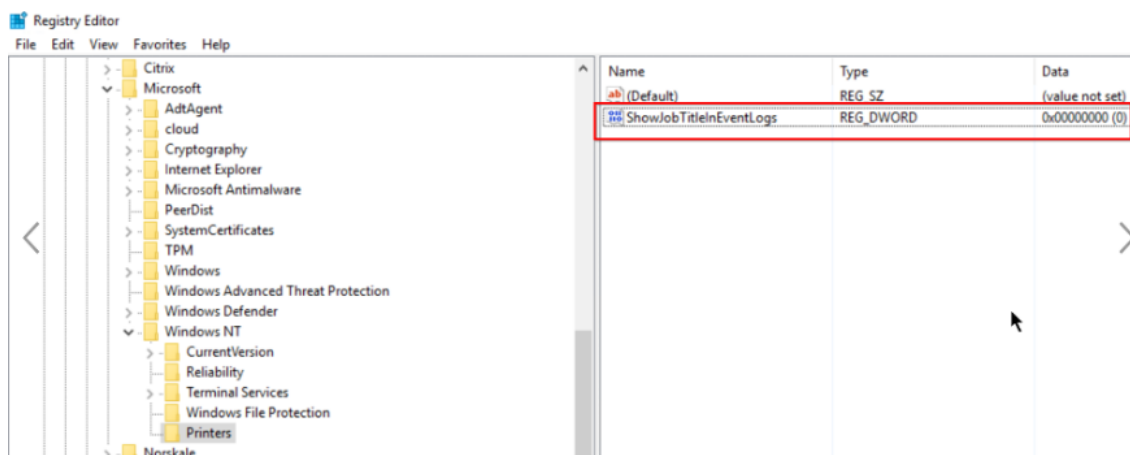 Registry Editor
File Edit View Favorites Help
Citrix
Microsoft
AdtAgent
cloud
Cryptography
Internet Explorer
Microsoft Antimalware
PeerDist
SystemCertificates
TPM
Windows
Windows Advanced Threat Protection
Windows Defender
Windows NT
CurrentVersion
Reliability
Terminal Services
Windows File Protection
Printers
Norskale
Name Type Data
(Default) REG_SZ (value not set)
ShowJobTitleInEventLogs REG_DWORD 0x00000000 (0)